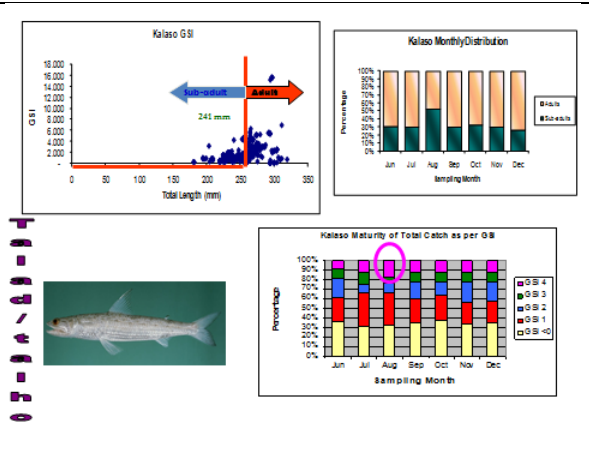 Kalaso GSI
18.000
16.000
14.000
12.000
10.000
8.000
6.000
4.000
2.000
-
GSI
Sub-adult
Adult
241 mm
0 50 100 150 200 250 300 350
Total Length (mm)
Kalaso Monthly Distribution
100%
90%
80%
70%
60%
50%
40%
30%
20%
10%
0%
Percentage
Jun Jul Aug Sep Oct Nov Dec
Sampling Month
Adults
Sub-adults
Kalaso Maturity of Total Catch as per GSI
100%
90%
80%
70%
60%
50%
40%
30%
20%
10%
0%
Percentage
Jun Jul Aug Sep Oct Nov Dec
Sampling Month
GSI 4
GSI 3
GSI 2
GSI 1
GSI <0